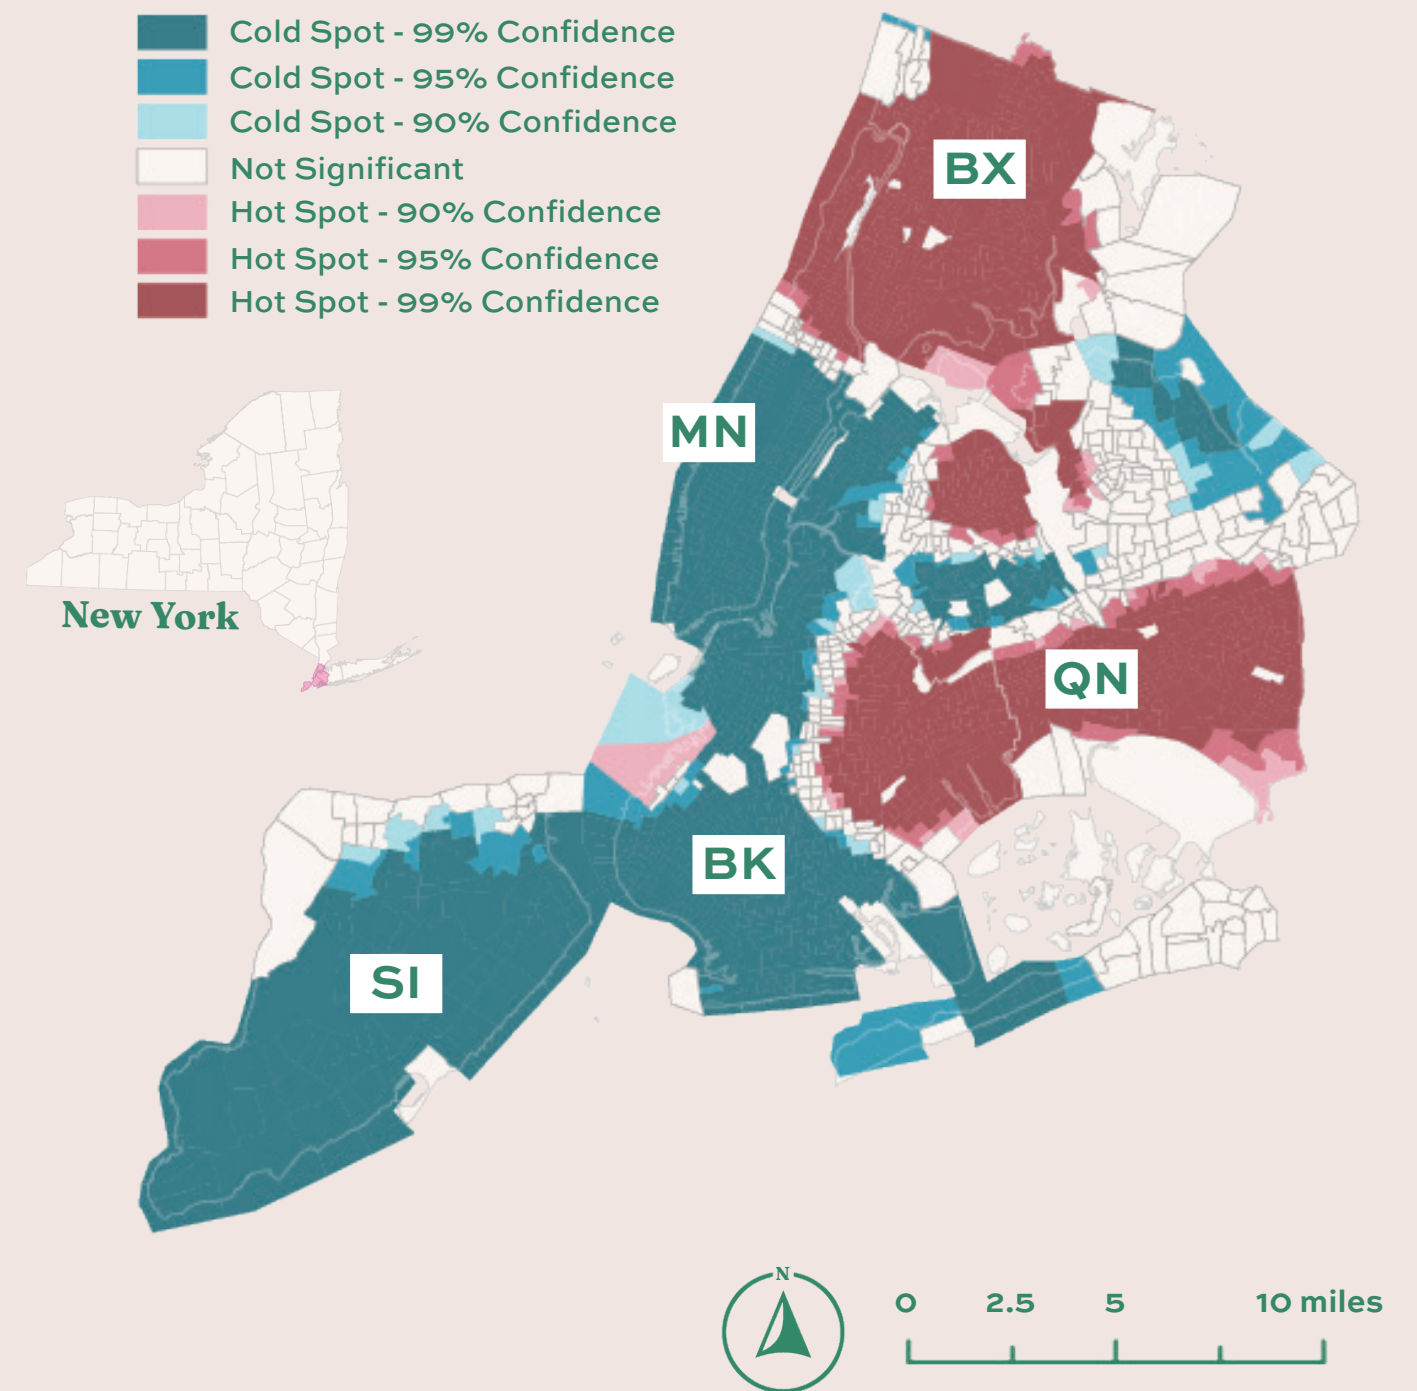 Cold Spot - 99% Confidence
Cold Spot - 95% Confidence
Cold Spot - 90% Confidence
Not Significant
Hot Spot - 90% Confidence
Hot Spot - 95% Confidence
Hot Spot - 99% Confidence
BX
MN
New York
QN
BK
SI
N
0 2.5 5 10 miles